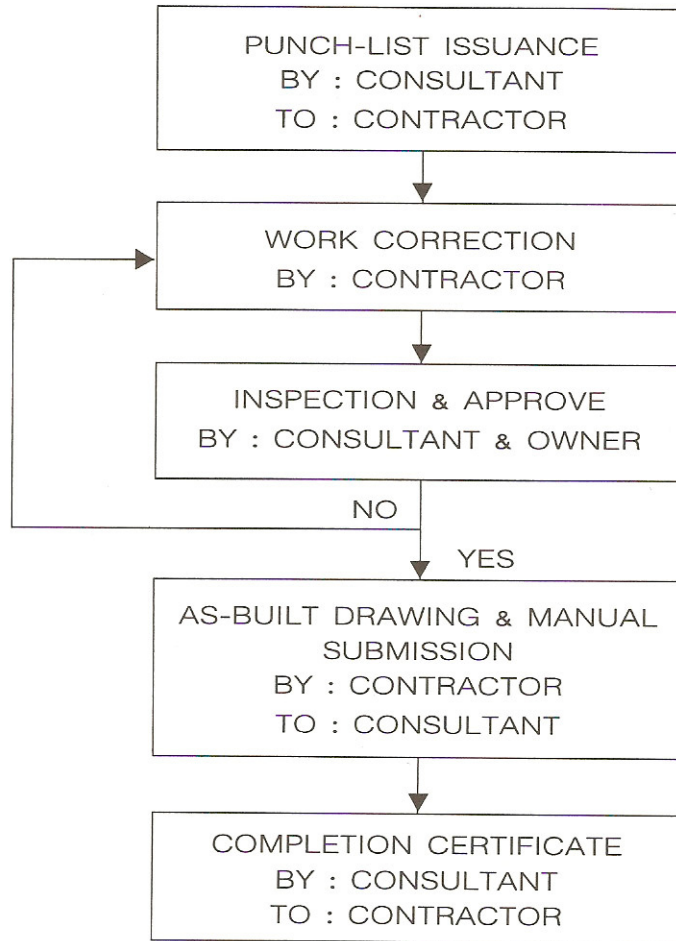 PUNCH-LIST ISSUANCE
BY : CONSULTANT
TO : CONTRACTOR
WORK CORRECTION
BY : CONTRACTOR
INSPECTION & APPROVE
BY : CONSULTANT & OWNER
NO
YES
AS-BUILT DRAWING & MANUAL
SUBMISSION
BY : CONTRACTOR
TO : CONSULTANT
COMPLETION CERTIFICATE
BY : CONSULTANT
TO : CONTRACTOR